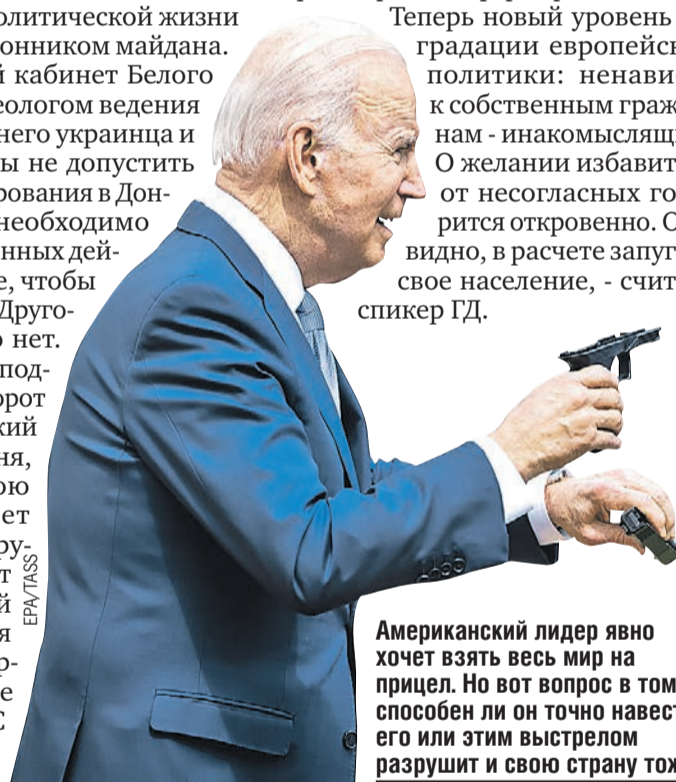 олитической жизни
онником майдана.
й кабинет Белого
еологом ведения
него украинца и
ы не допустить
рования в Дон-
необходимо
нных дей-
е, чтобы
Друго-
о нет.
под-
орот
кий
ня,
ою
ет
ру-
т
й
я
р-
е
С
EPA/TASS
Теперь новый уровень
градации европейск
политики: ненавис
к собственным граж
нам - инакомыслящ
О желании избавит
от несогласных го
рится откровенно. О
видно, в расчете запуг
свое население, - счит
спикер ГД.
Американский лидер явно
хочет взять весь мир на
прицел. Но вот вопрос в том
способен ли он точно навест
его или этим выстрелом
разрушит и свою страну тож